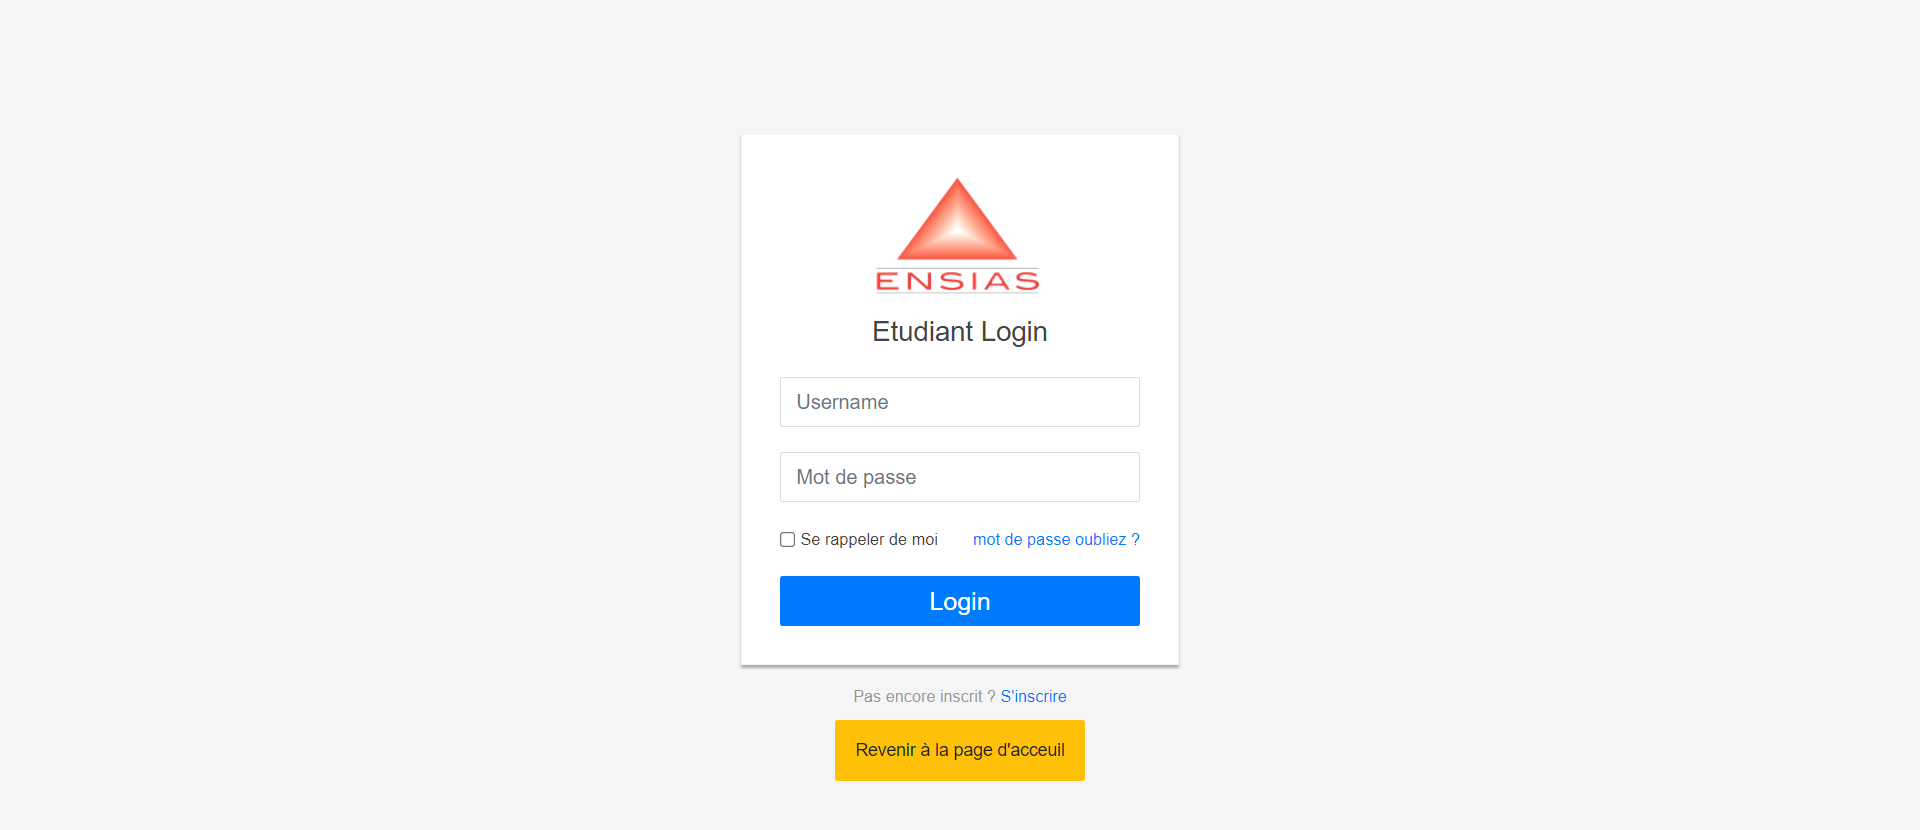 ENSIAS
Etudiant Login
Username
Mot de passe
Se rappeler de moi mot de passe oubliez ?
Login
Pas encore inscrit ? S'inscrire
Revenir à la page d'acceuil